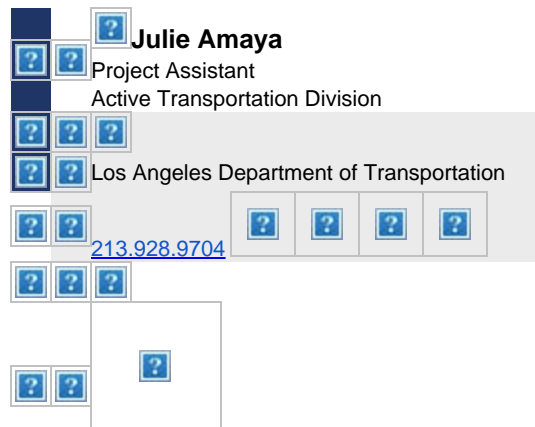 Julie Amaya
Project Assistant
Active Transportation Division
Los Angeles Department of Transportation
213.928.9704